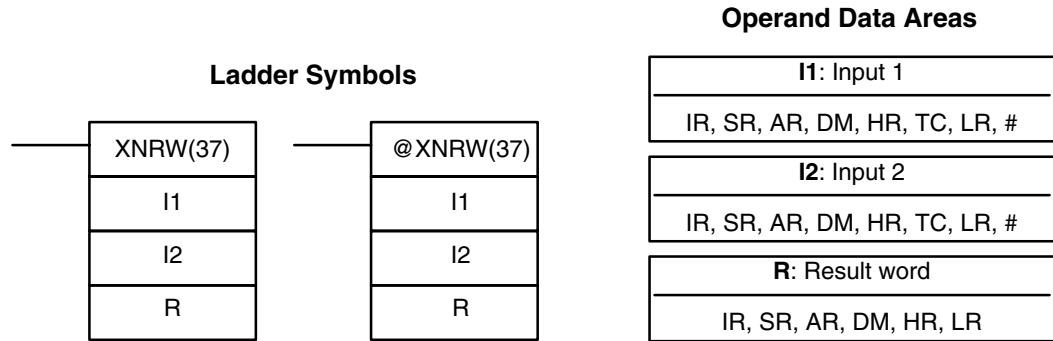 Ladder Symbols
XNRW(37)
I1
I2
R
@XNRW(37)
I1
I2
R
Operand Data Areas
I1: Input 1
IR, SR, AR, DM, HR, TC, LR, #
I2: Input 2
IR, SR, AR, DM, HR, TC, LR, #
R: Result word
IR, SR, AR, DM, HR, LR